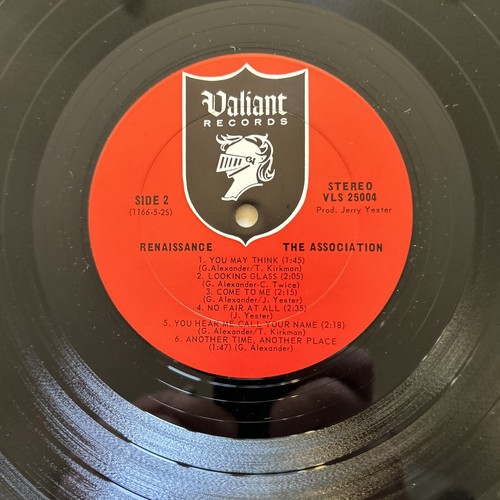 Valiant
RECORDS
SIDE 2
(1166-5-2S)
STEREO
VLS 25004
Prod. Jerry Yester
RENAISSANCE THE ASSOCIATION
1. YOU MAY THINK (1:45)
(G.Alexander/T. Kirkman)
2. LOOKING GLASS (2:05)
(G. Alexander-C. Twice)
3. COME TO ME (2:15)
(G. Alexander/J. Yester)
4. NO FAIR AT ALL (2:35)
(J. Yester)
5. YOU HEAR ME CALL YOUR NAME (2:18)
(G. Alexander/T. Kirkman)
6. ANOTHER TIME, ANOTHER PLACE
(1:47) (G. Alexander)